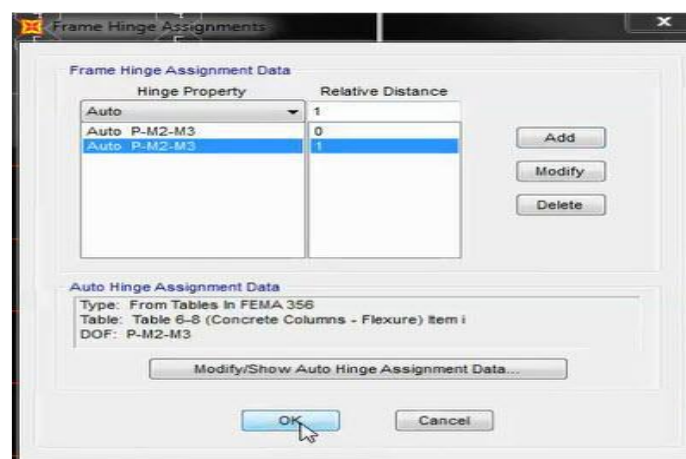 Frame Hinge Assignments
Frame Hinge Assignment Data
Hinge Property Relative Distance
Auto 1
Auto P-M2-M3 0
Auto P-M2-M3 1
Add
Modify
Delete
Auto Hinge Assignment Data
Type: From Tables In FEMA 356
Table: Table 6-8 (Concrete Columns - Flexure) Item i
DOF: P-M2-M3
Modify/Show Auto Hinge Assignment Data...
OK Cancel